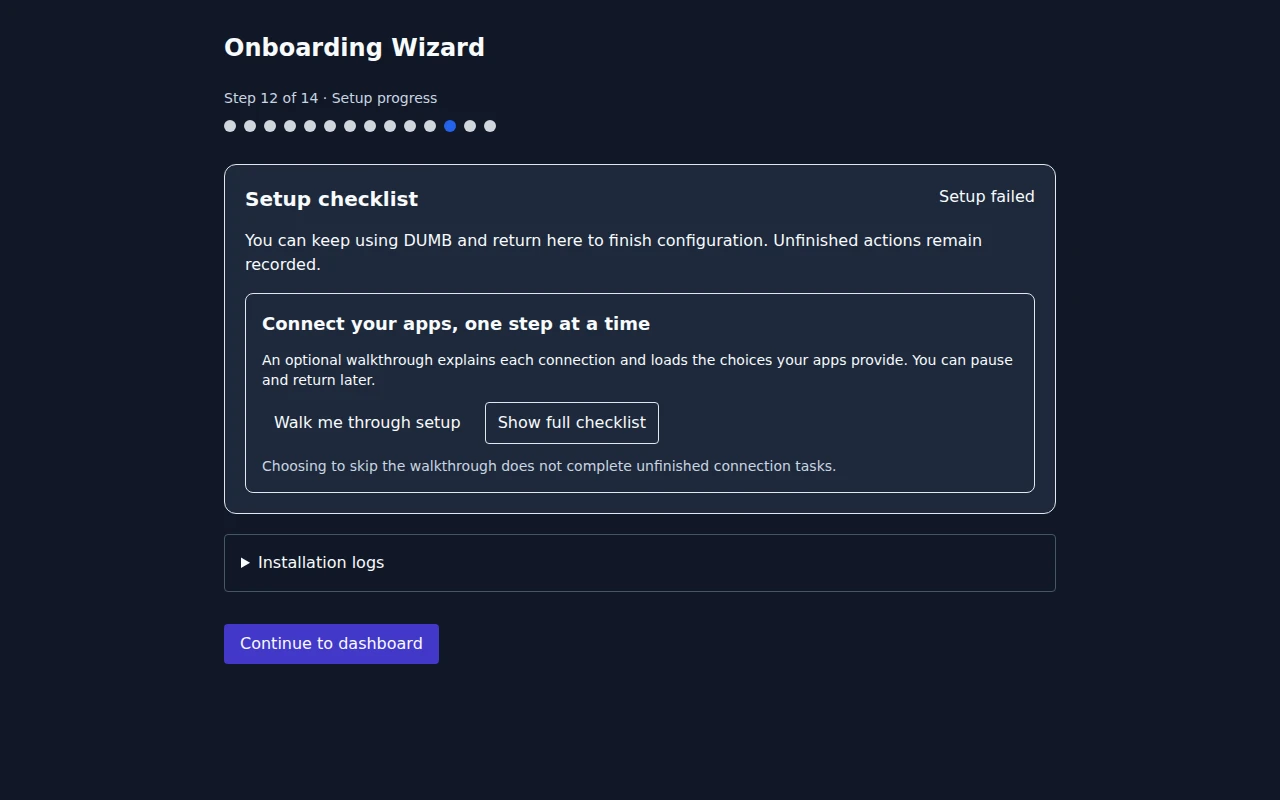 Onboarding Wizard
Step 12 of 14 · Setup progress
Setup checklist
Setup failed
You can keep using DUMB and return here to finish configuration. Unfinished actions remain
recorded.
Connect your apps, one step at a time
An optional walkthrough explains each connection and loads the choices your apps provide. You can pause
and return later.
Walk me through setup
Show full checklist
Choosing to skip the walkthrough does not complete unfinished connection tasks.
Installation logs
Continue to dashboard